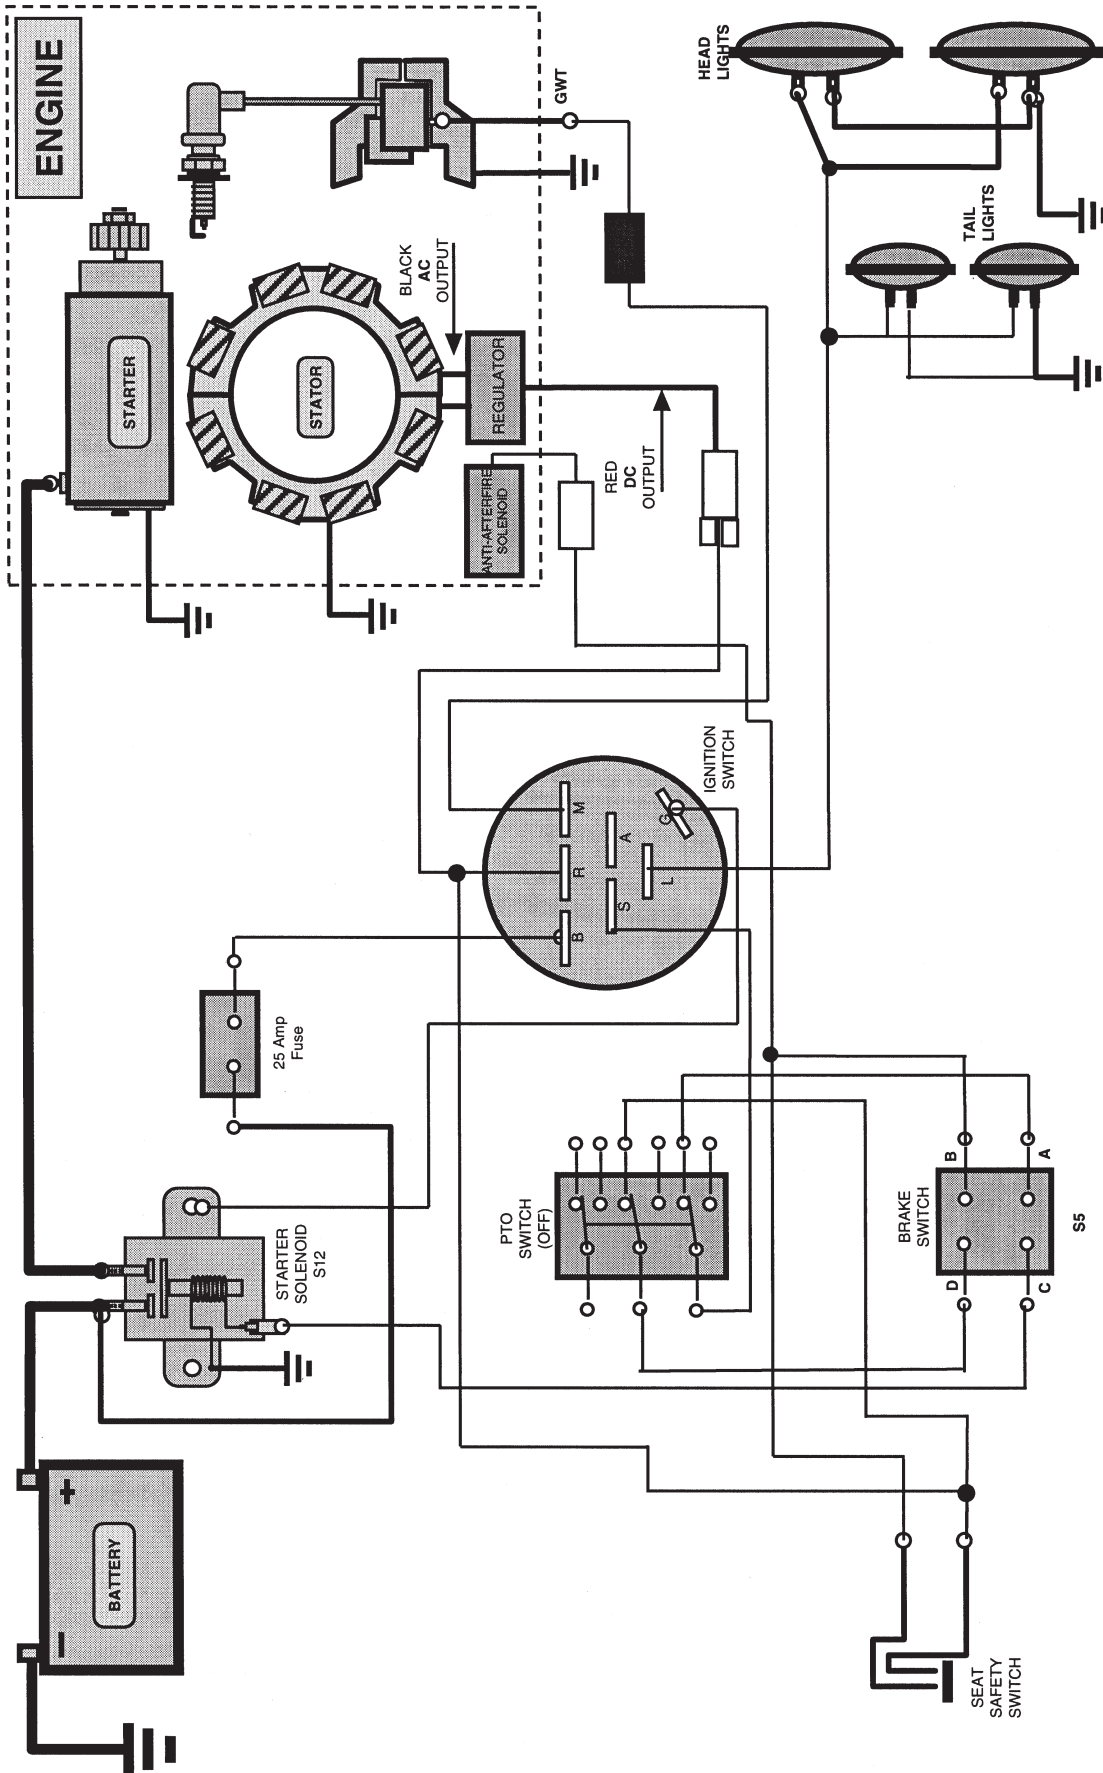 ENGINE
HEAD
LIGHTS
GWT
TAIL
LIGHTS
STARTER
BLACK
AC
OUTPUT
STATOR
REGULATOR
RED
DC
OUTPUT
ANTI-AFTERFIRE
SOLENOID
IGNITION
SWITCH
M
G
A
R
L
S
B
25 Amp
Fuse
PTO
SWITCH
(OFF)
B
A
BRAKE
SWITCH
S5
D
C
STARTER
SOLENOID
S12
+
BATTERY
–
SEAT
SAFETY
SWITCH